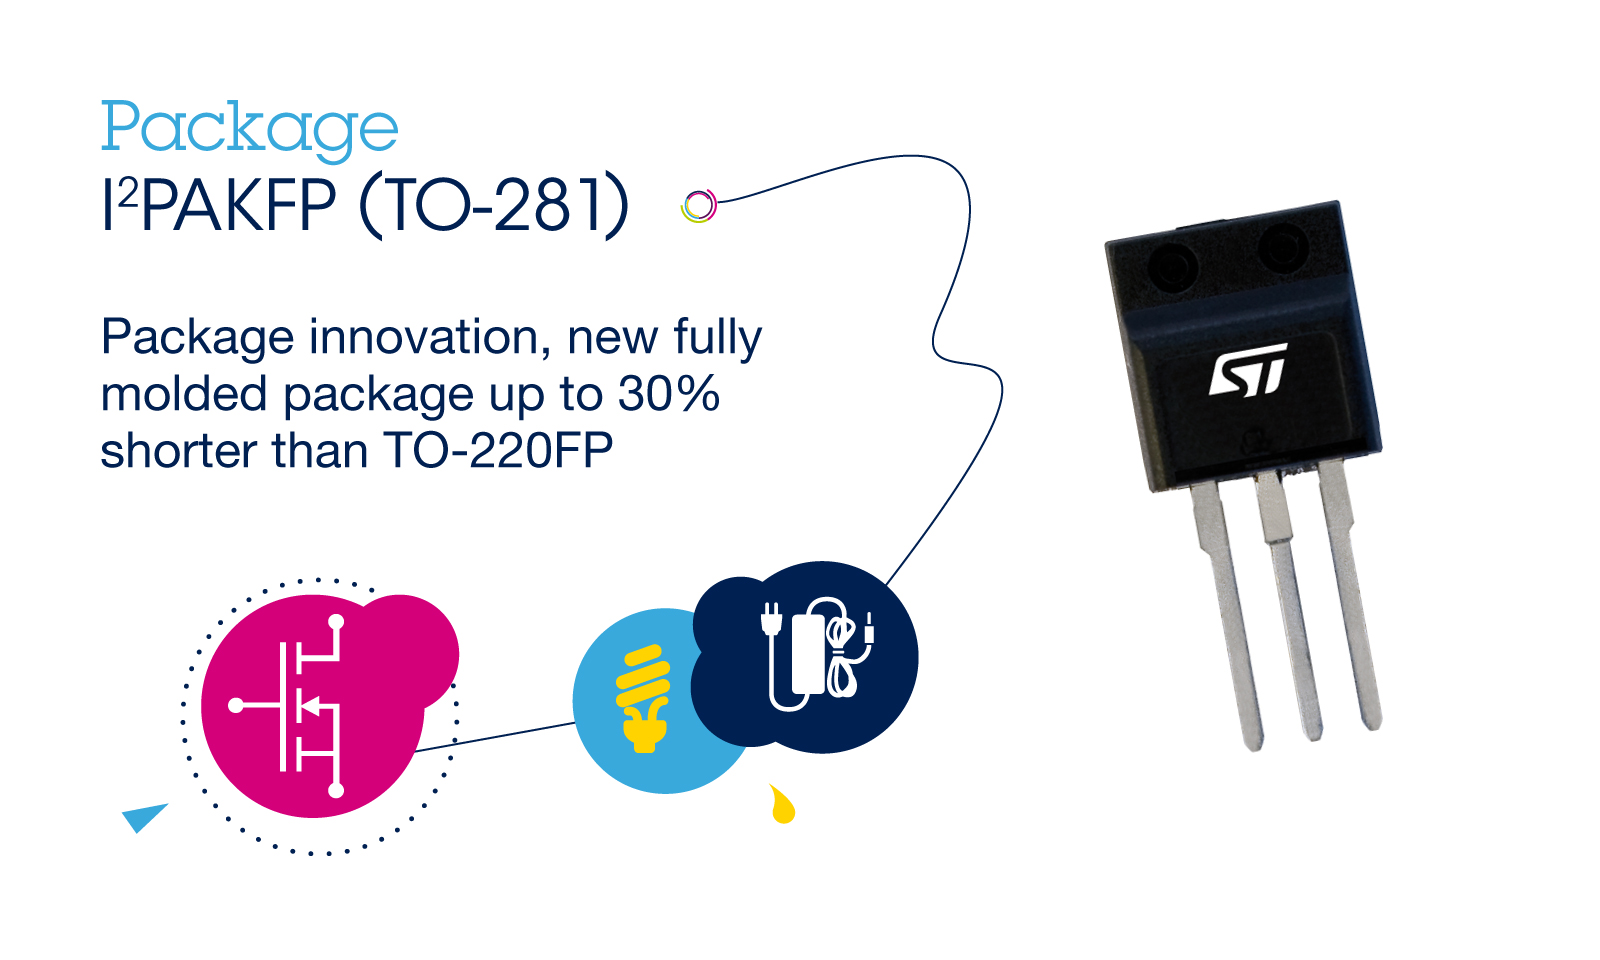 Package
I²PAKFP (TO-281)
Package innovation, new fully
molded package up to 30%
shorter than TO-220FP
ST